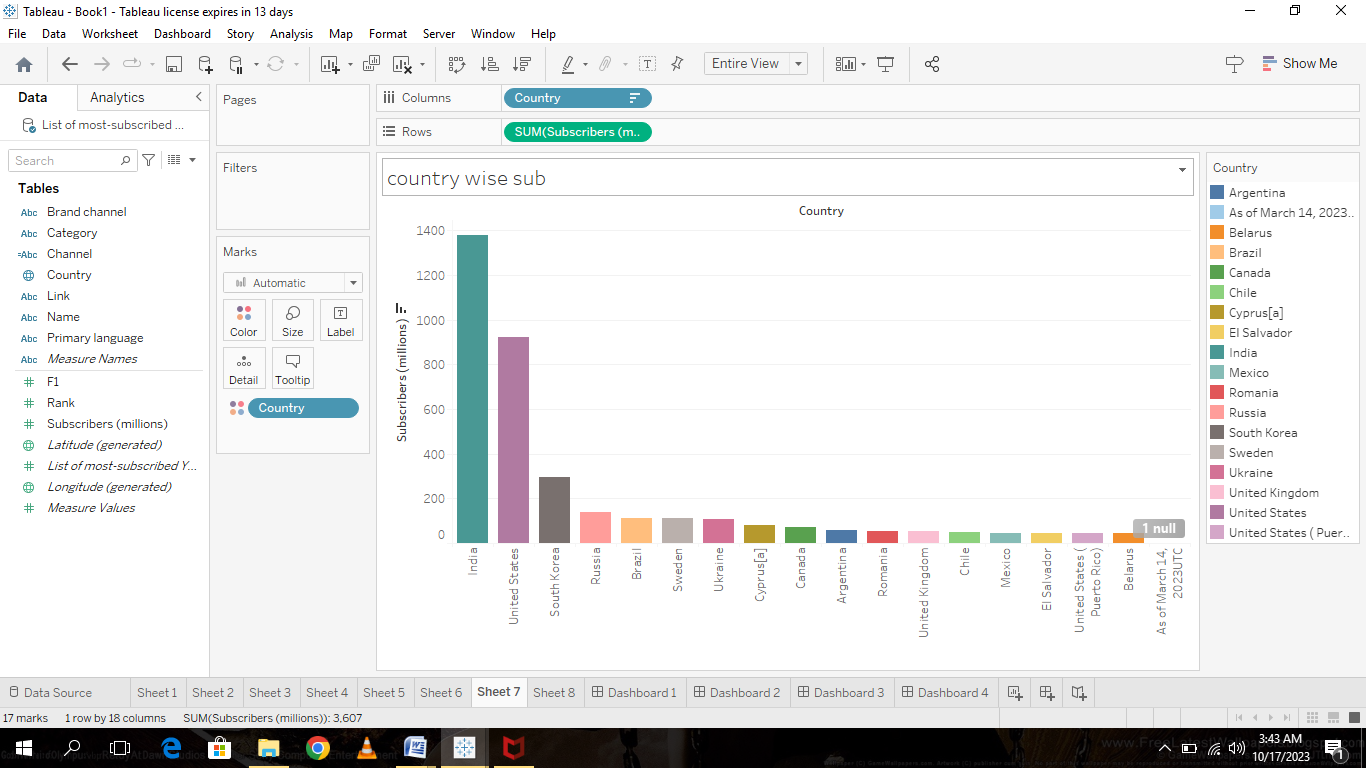 Tableau - Book1 - Tableau license expires in 13 days
File Data Worksheet Dashboard Story Analysis Map Format Server Window Help
Entire View
Show Me
Data Analytics
List of most-subscribed ...
Search
Tables
Abc Brand channel
Abc Category
=Abc Channel
Country
Abc Link
Abc Name
Abc Primary language
Abc Measure Names
# F1
# Rank
# Subscribers (millions)
Latitude (generated)
# List of most-subscribed Y...
Longitude (generated)
# Measure Values
Pages
Filters
Marks
Automatic
Color Size Label
Detail Tooltip
Country
Columns Country
Rows SUM(Subscribers (m..
country wise sub
Country
Subscribers (millions)
1400
1200
1000
800
600
400
200
0
1 null
India
United States
South Korea
Russia
Brazil
Sweden
Ukraine
Cyprus[a]
Canada
Argentina
Romania
United Kingdom
Chile
Mexico
El Salvador
United States (
Puerto Rico)
Belarus
As of March 14,
2023UTC
Country
Argentina
As of March 14, 2023..
Belarus
Brazil
Canada
Chile
Cyprus[a]
El Salvador
India
Mexico
Romania
Russia
South Korea
Sweden
Ukraine
United Kingdom
United States
United States ( Puer..
Data Source Sheet 1 Sheet 2 Sheet 3 Sheet 4 Sheet 5 Sheet 6 Sheet 7 Sheet 8 Dashboard 1 Dashboard 2 Dashboard 3 Dashboard 4
17 marks 1 row by 18 columns SUM(Subscribers (millions)): 3,607
3:43 AM
10/17/2023
1